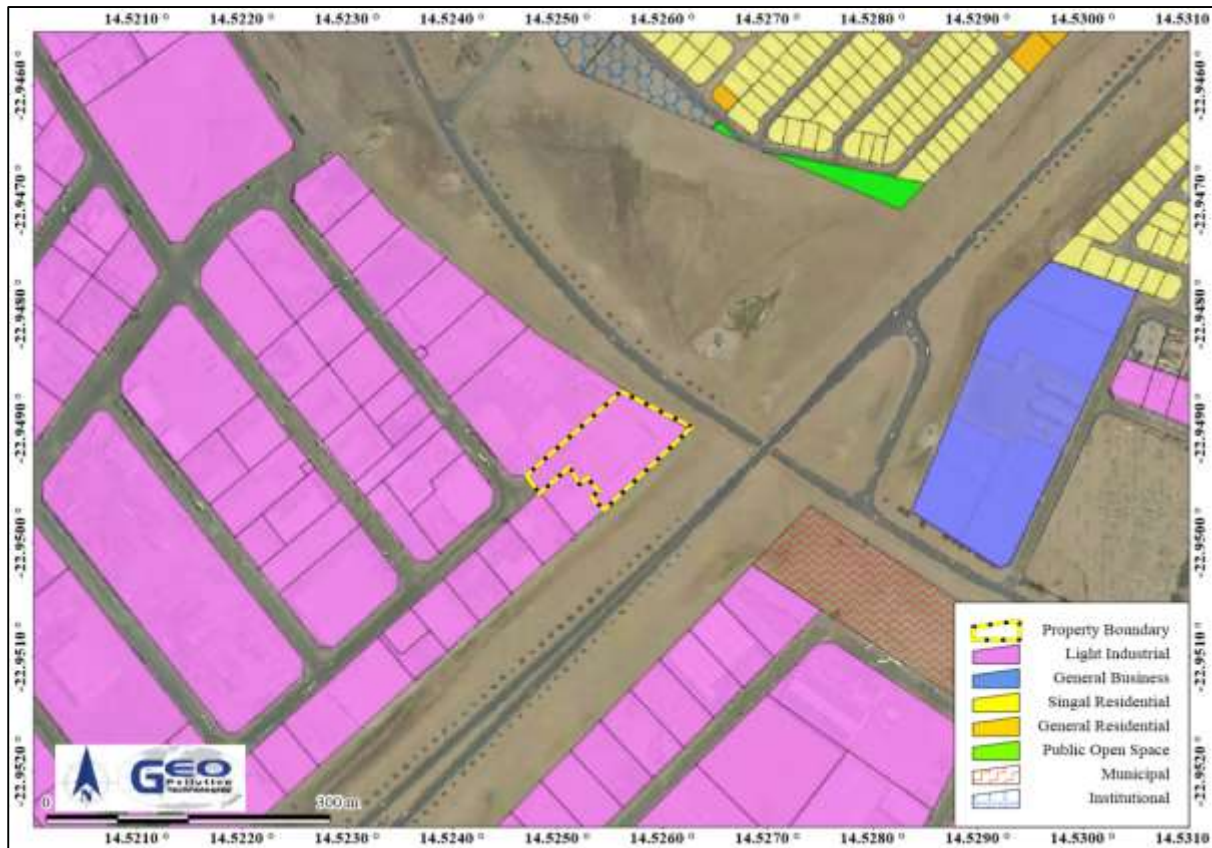 14.5210 ° 14.5220 ° 14.5230 ° 14.5240 ° 14.5250 ° 14.5260 ° 14.5270 ° 14.5280 ° 14.5290 ° 14.5300 ° 14.5310 °
-22.9460 ° -22.9460 °
-22.9470 ° -22.9470 °
-22.9480 ° -22.9480 °
-22.9490 ° -22.9490 °
-22.9500 ° -22.9500 °
-22.9510 ° -22.9510 °
-22.9520 ° -22.9520 °
Property Boundary
Light Industrial
General Business
Singal Residential
General Residential
Public Open Space
Municipal
Institutional
GEO
Pollution
Technologies
0 300 m
14.5210 ° 14.5220 ° 14.5230 ° 14.5240 ° 14.5250 ° 14.5260 ° 14.5270 ° 14.5280 ° 14.5290 ° 14.5300 ° 14.5310 °